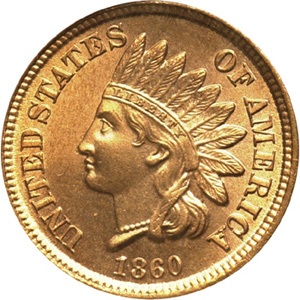 UNITED STATES OF AMERICA
LIBERTY
1860